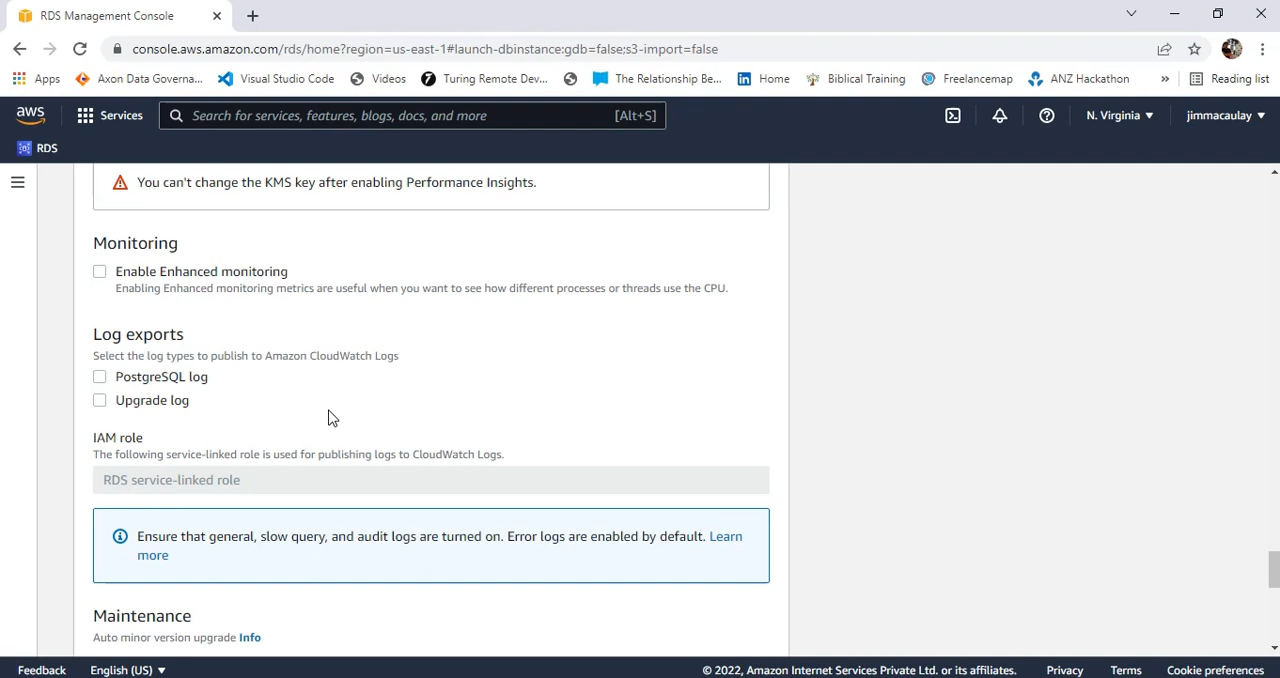 RDS Management Console
console.aws.amazon.com/rds/home?region=us-east-1#launch-dbinstance:gdb=false;s3-import=false
Apps Axon Data Governa... Visual Studio Code Videos Turing Remote Dev... The Relationship Be... Home Biblical Training Freelancemap ANZ Hackathon » Reading list
aws Services Search for services, features, blogs, docs, and more [Alt+S] N. Virginia jimmacaulay
RDS
You can't change the KMS key after enabling Performance Insights.
Monitoring
Enable Enhanced monitoring
Enabling Enhanced monitoring metrics are useful when you want to see how different processes or threads use the CPU.
Log exports
Select the log types to publish to Amazon CloudWatch Logs
PostgreSQL log
Upgrade log
IAM role
The following service-linked role is used for publishing logs to CloudWatch Logs.
RDS service-linked role
Ensure that general, slow query, and audit logs are turned on. Error logs are enabled by default. Learn
more
Maintenance
Auto minor version upgrade Info
Feedback English (US) © 2022, Amazon Internet Services Private Ltd. or its affiliates. Privacy Terms Cookie preferences